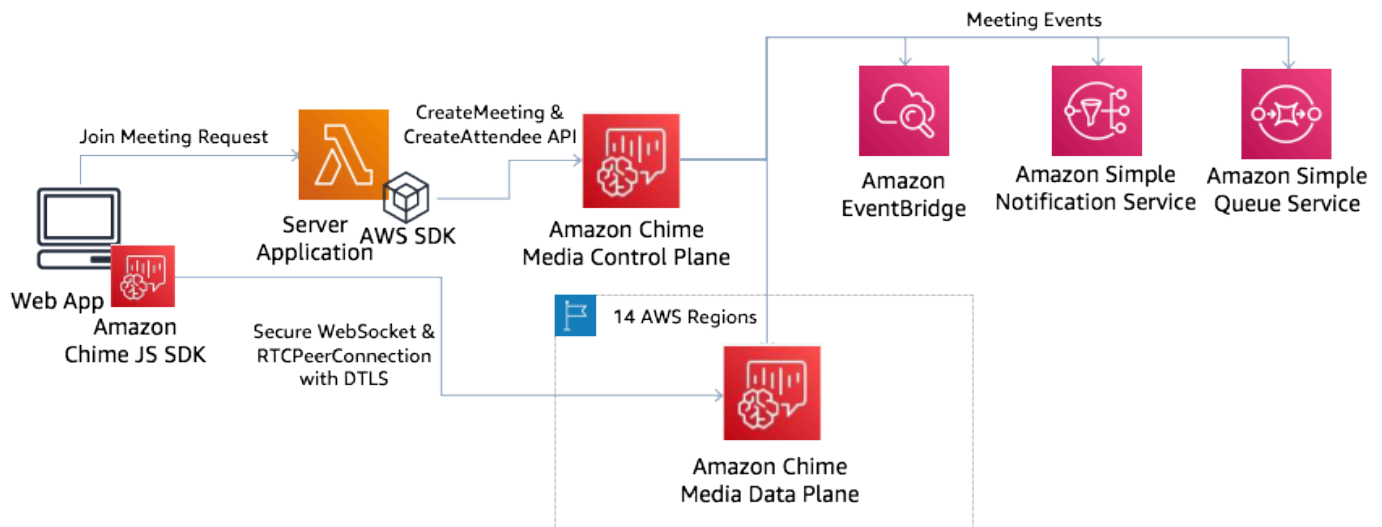 Meeting Events
Join Meeting Request
CreateMeeting &
CreateAttendee API
Server
Application
AWS SDK
Amazon Chime
Media Control Plane
Amazon
EventBridge
Amazon Simple
Notification Service
Amazon Simple
Queue Service
Web App
Amazon
Chime JS SDK
Secure WebSocket &
RTCPeerConnection
with DTLS
14 AWS Regions
Amazon Chime
Media Data Plane